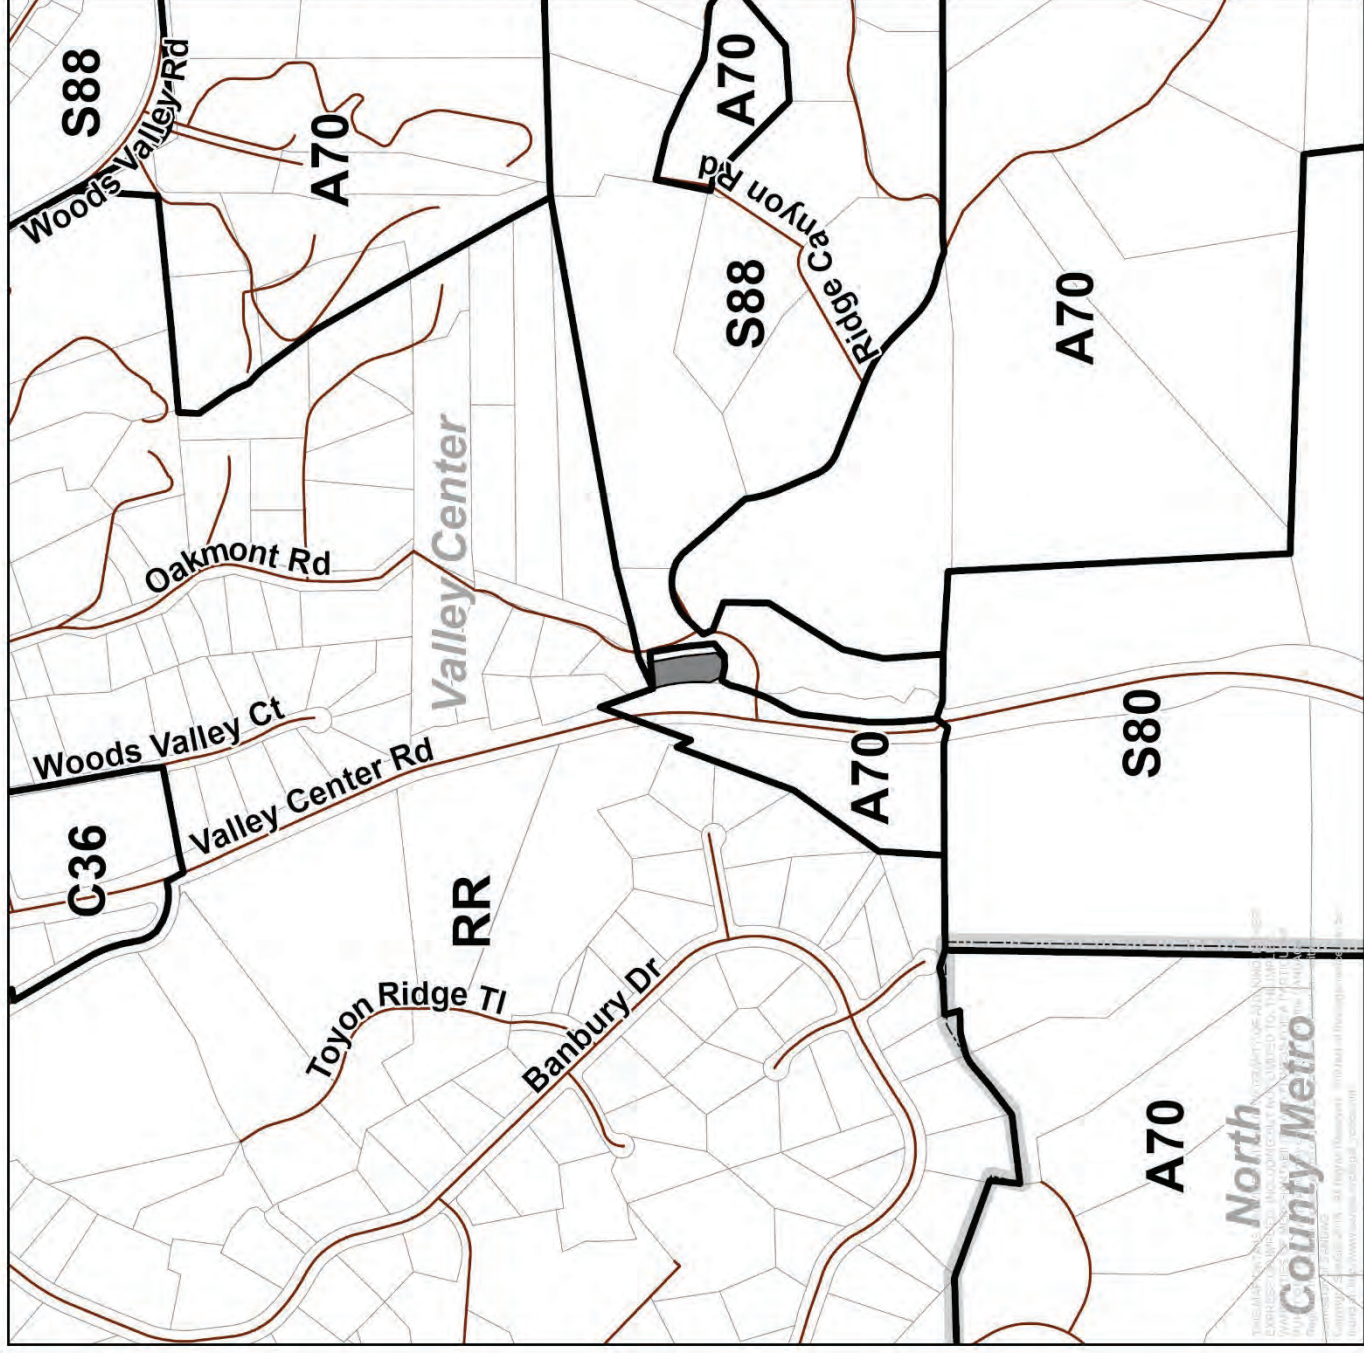 S88
Woods Valley Rd
A70
A70
Ridge Canyon Rd
S88
A70
Oakmont Rd
Valley Center
Woods Valley Ct
Valley Center Rd
C36
A70
S80
RR
Toyon Ridge Tl
Banbury Dr
A70
North
County Metro